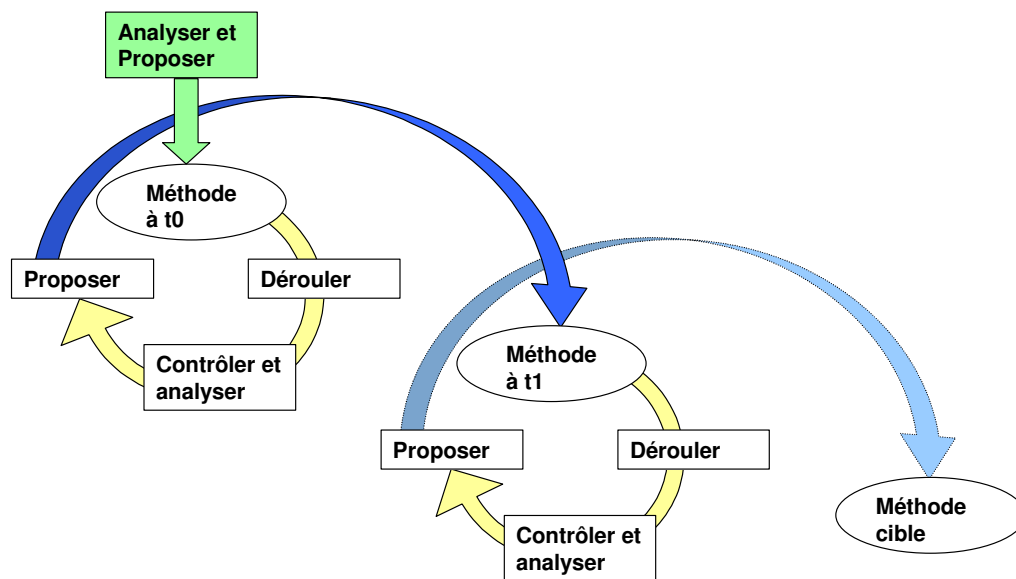 Analyser et
Proposer
Méthode
à t0
Proposer
Dérouler
Contrôler et
analyser
Méthode
à t1
Proposer
Dérouler
Contrôler et
analyser
Méthode
cible